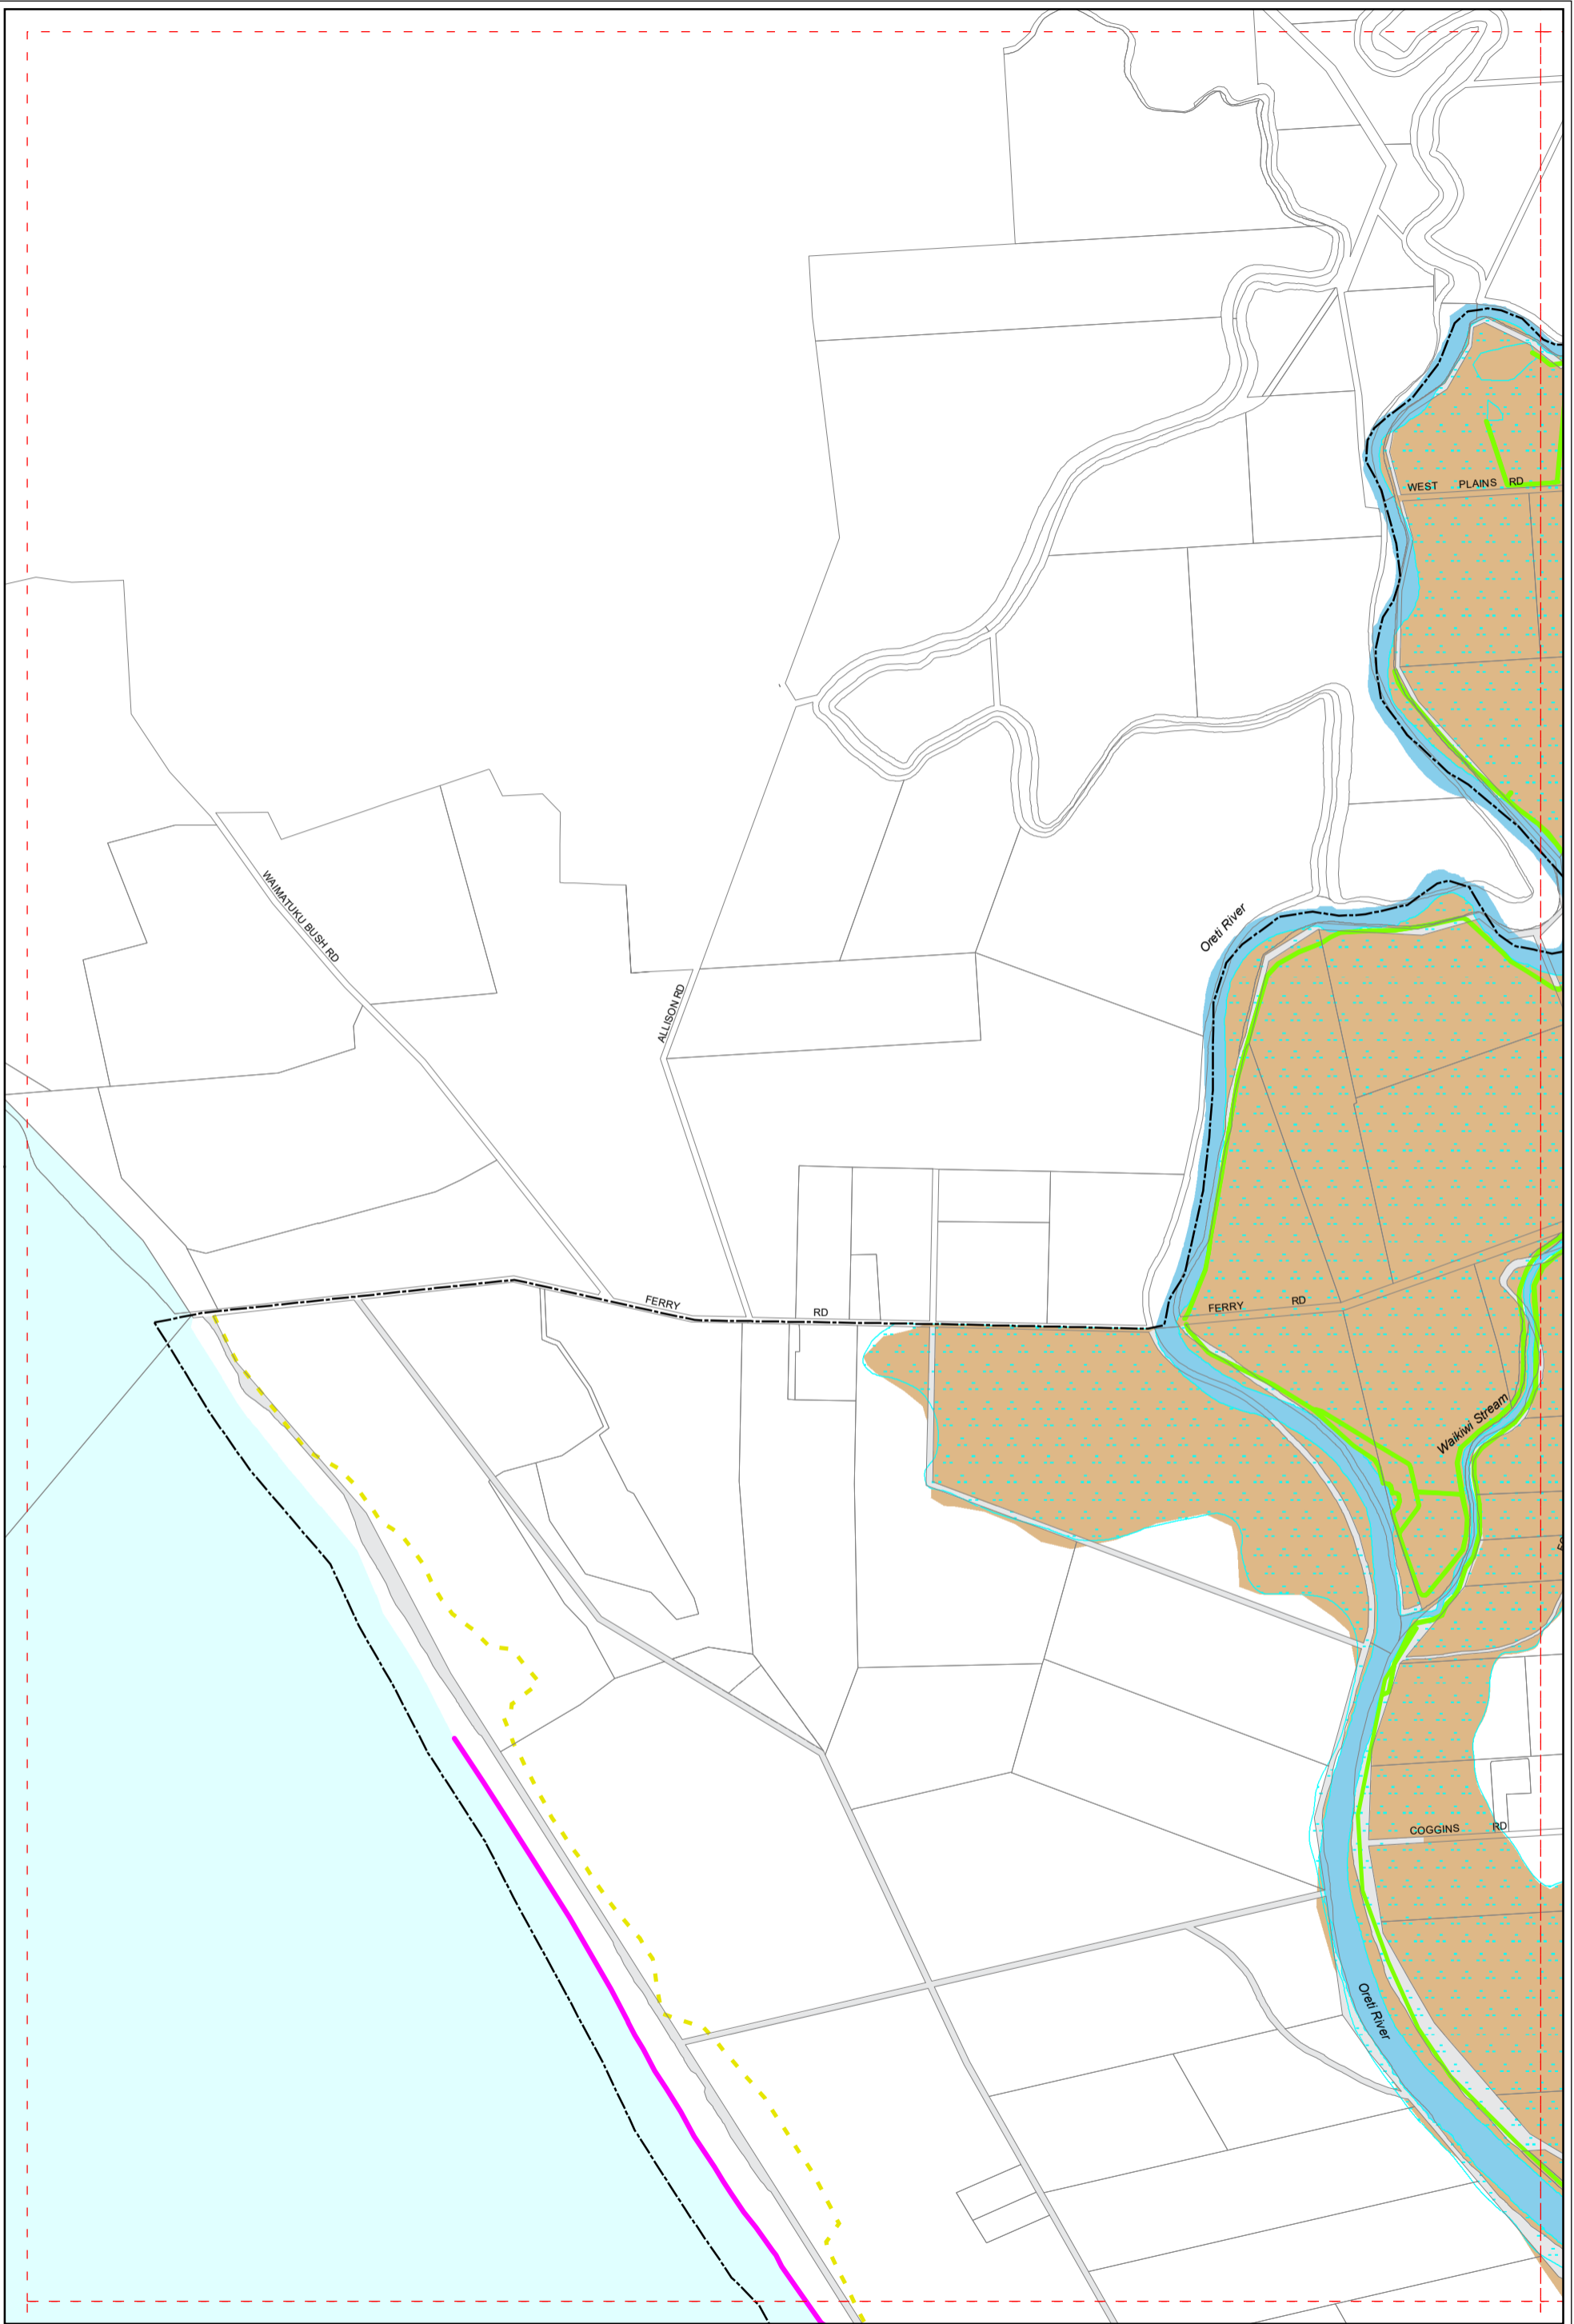 WEST PLAINS RD
WAIMATUKU BUSH RD
Oreti River
ALLISON RD
FERRY RD
FERRY RD
Waikiwi Stream
COGGINS RD
Oreti River